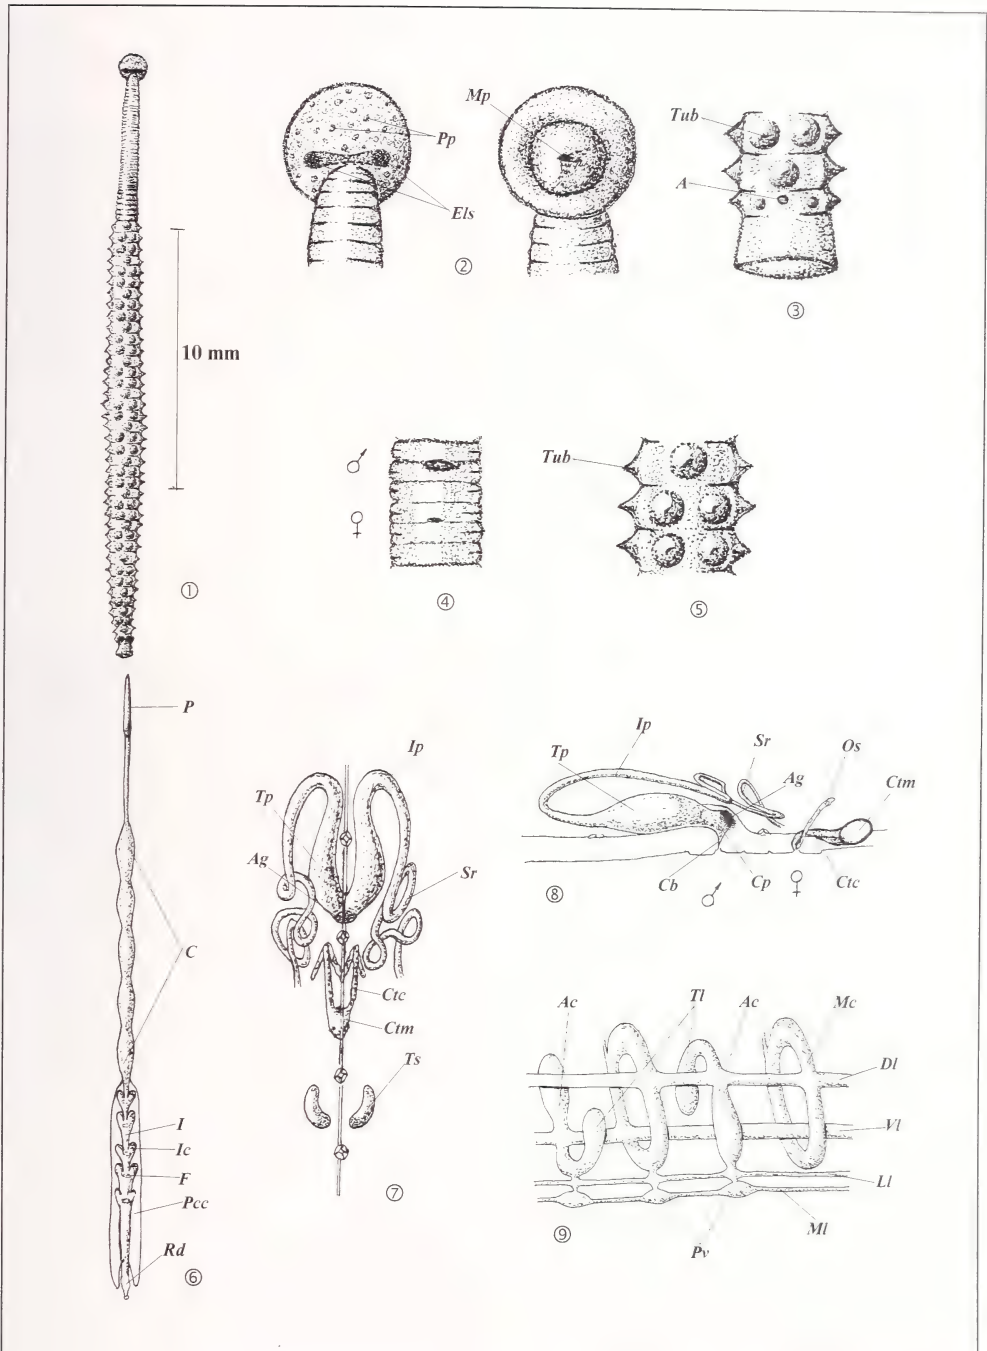 Mp
Pp
Els
②
Tub
A
③
10 mm
①
♂
♀
④
Tub
⑤
P
C
I
Ic
F
Pcc
Rd
⑥
Ip
Tp
Ag
Sr
Ctc
Ctm
Ts
⑦
Ip
Tp
Sr
Os
Ag
Ctm
Cb
♂
Cp
♀
Ctc
⑧
Ac
Tl
Ac
Mc
Dl
Vl
Ll
Ml
Pv
⑨